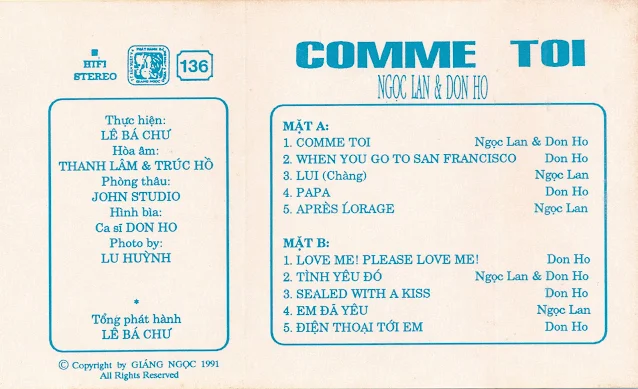 HIFI
STEREO
136
Thực hiện:
LÊ BÁ CHƯ
Hòa âm:
THANH LÂM & TRÚC HỒ
Phòng thâu:
JOHN STUDIO
Hình bìa:
Ca sĩ DON HO
Photo by:
LU HUỲNH
*
Tổng phát hành
LÊ BÁ CHƯ
© Copyright by GIÁNG NGỌC 1991
All Rights Reserved
COMME TOI
NGỌC LAN & DON HO
MẶT A:
1. COMME TOI Ngọc Lan & Don Ho
2. WHEN YOU GO TO SAN FRANCISCO Don Ho
3. LUI (Chàng) Ngọc Lan
4. PAPA Don Ho
5. APRÈS ĹORAGE Ngọc Lan
MẶT B:
1. LOVE ME! PLEASE LOVE ME! Don Ho
2. TÌNH YÊU ĐÓ Ngọc Lan & Don Ho
3. SEALED WITH A KISS Don Ho
4. EM ĐÃ YÊU Ngọc Lan
5. ĐIỆN THOẠI TỚI EM Don Ho